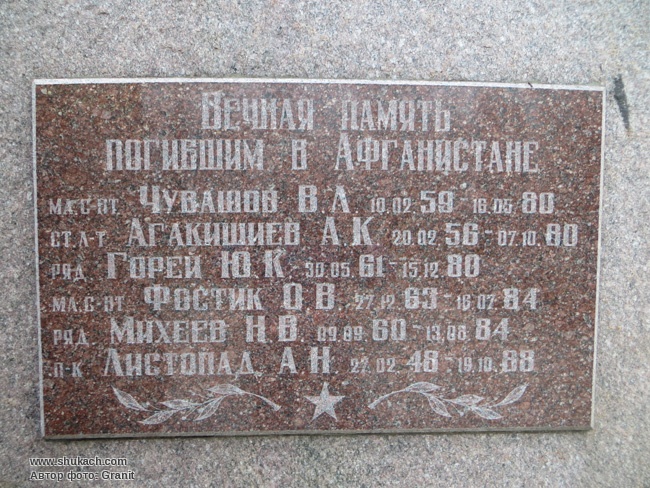 Вечная память
погибшим в Афганистане
мл.с-нт. Чувашов В.А. 10.02.59-16.05.80
ст.л-т. Агакишиев А.К. 20.02.56-07.10.80
ряд. Горей Ю.К. 30.05.61-15.12.80
мл.с-нт. Фостик О.В. 27.12.63-16.07.84
ряд. Михеев Н.В. 09.09.60-13.08.84
п-к Листопад А.Н. 27.02.48-19.10.88
www.shukach.com
Автор фото: Granit